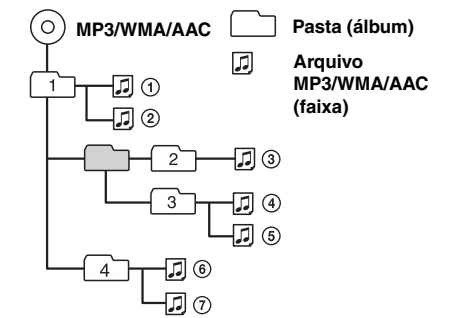 MP3/WMA/AAC
Pasta (álbum)
Arquivo
MP3/WMA/AAC
(faixa)
1
①
②
2
③
3
④
⑤
4
⑥
⑦